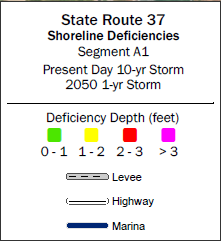 State Route 37
Shoreline Deficiencies
Segment A1
Present Day 10-yr Storm
2050 1-yr Storm
Deficiency Depth (feet)
0 - 1 1 - 2 2 - 3 > 3
Levee
Highway
Marina